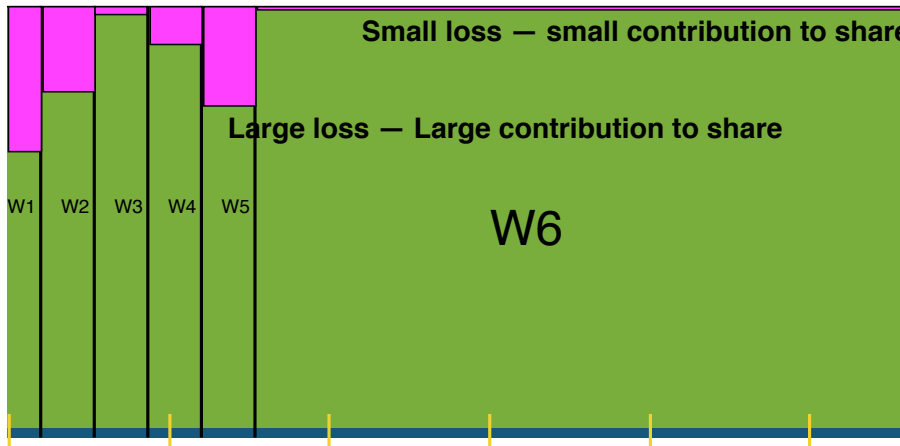 Small loss — small contribution to share
Large loss — Large contribution to share
W1 W2 W3 W4 W5
W6